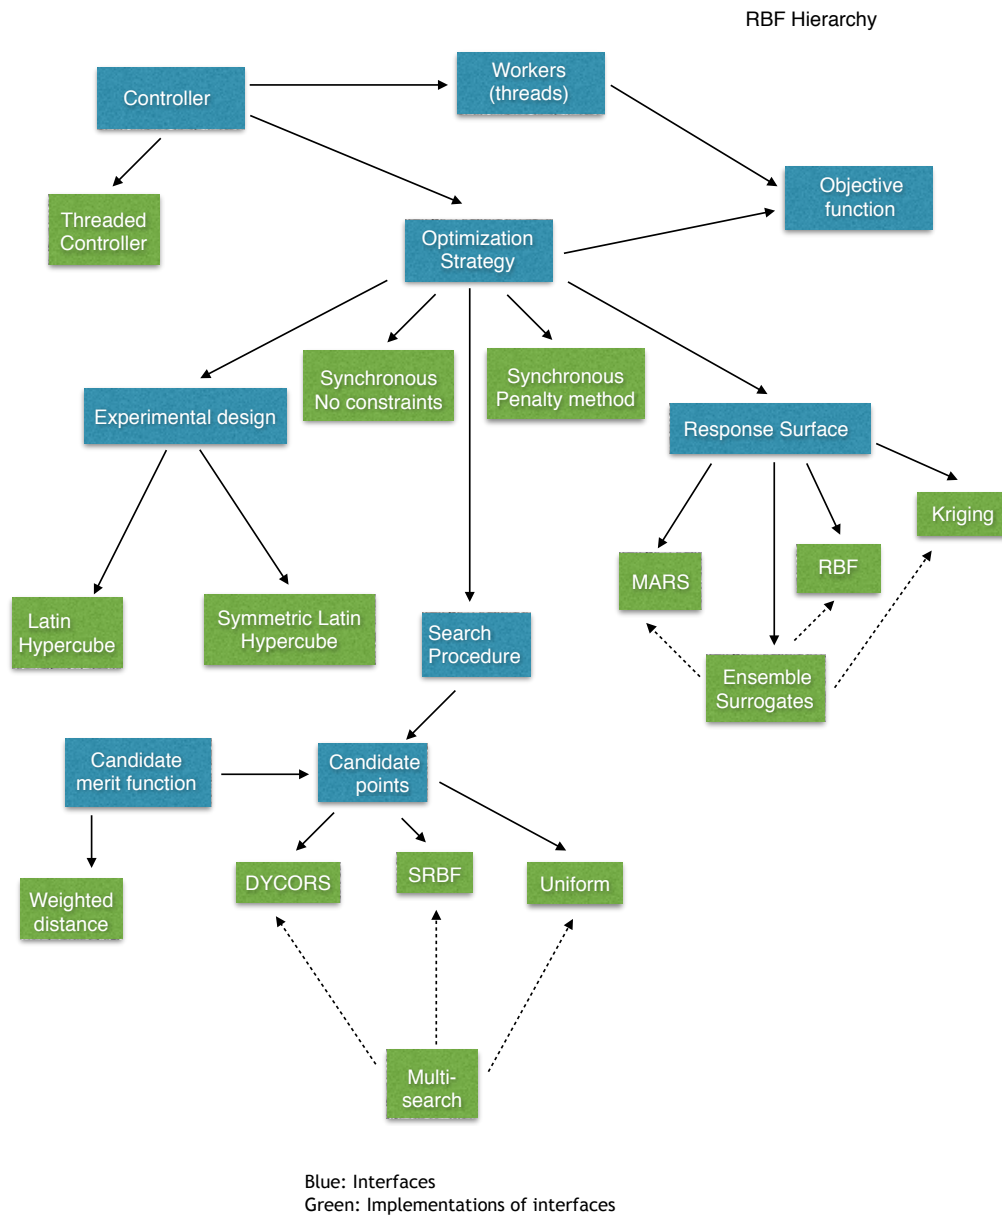 RBF Hierarchy
Controller
Workers
(threads)
Objective
function
Threaded
Controller
Optimization
Strategy
Synchronous
No constraints
Synchronous
Penalty method
Experimental design
Response Surface
Kriging
MARS
RBF
Latin
Hypercube
Symmetric Latin
Hypercube
Search
Procedure
Ensemble
Surrogates
Candidate
merit function
Candidate
points
DYCORS
SRBF
Uniform
Weighted
distance
Multi-
search
Blue: Interfaces
Green: Implementations of interfaces